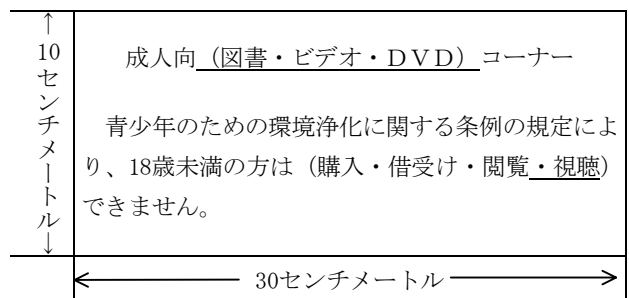 ↑10センチメートル↓
成人向（図書・ビデオ・ＤＶＤ）コーナー
青少年のための環境浄化に関する条例の規定によ
り、18歳未満の方は（購入・借受け・閲覧・視聴）
できません。
30センチメートル